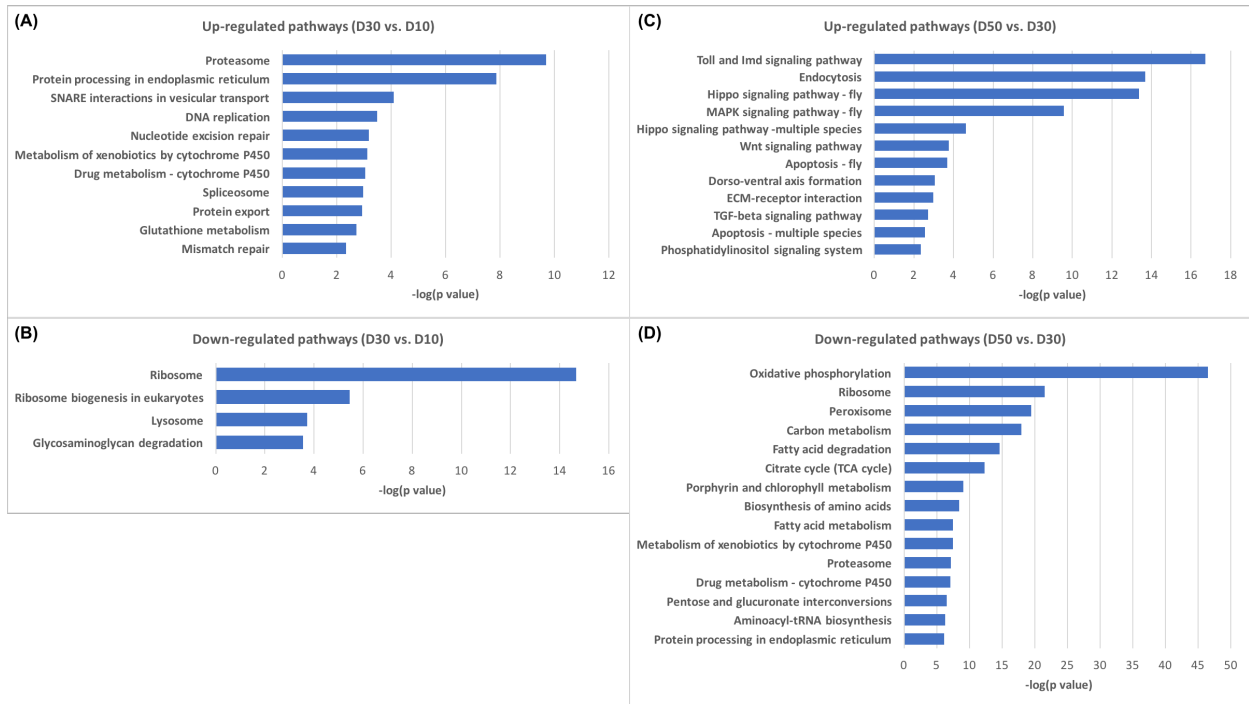 (A)
Up-regulated pathways (D30 vs. D10)
Proteasome
Protein processing in endoplasmic reticulum
SNARE interactions in vesicular transport
DNA replication
Nucleotide excision repair
Metabolism of xenobiotics by cytochrome P450
Drug metabolism - cytochrome P450
Spliceosome
Protein export
Glutathione metabolism
Mismatch repair
0 2 4 6 8 10 12
-log(p value)
(B)
Down-regulated pathways (D30 vs. D10)
Ribosome
Ribosome biogenesis in eukaryotes
Lysosome
Glycosaminoglycan degradation
0 2 4 6 8 10 12 14 16
-log(p value)
(C)
Up-regulated pathways (D50 vs. D30)
Toll and Imd signaling pathway
Endocytosis
Hippo signaling pathway - fly
MAPK signaling pathway - fly
Hippo signaling pathway -multiple species
Wnt signaling pathway
Apoptosis - fly
Dorso-ventral axis formation
ECM-receptor interaction
TGF-beta signaling pathway
Apoptosis - multiple species
Phosphatidylinositol signaling system
0 2 4 6 8 10 12 14 16 18
-log(p value)
(D)
Down-regulated pathways (D50 vs. D30)
Oxidative phosphorylation
Ribosome
Peroxisome
Carbon metabolism
Fatty acid degradation
Citrate cycle (TCA cycle)
Porphyrin and chlorophyll metabolism
Biosynthesis of amino acids
Fatty acid metabolism
Metabolism of xenobiotics by cytochrome P450
Proteasome
Drug metabolism - cytochrome P450
Pentose and glucuronate interconversions
Aminoacyl-tRNA biosynthesis
Protein processing in endoplasmic reticulum
0 5 10 15 20 25 30 35 40 45 50
-log(p value)